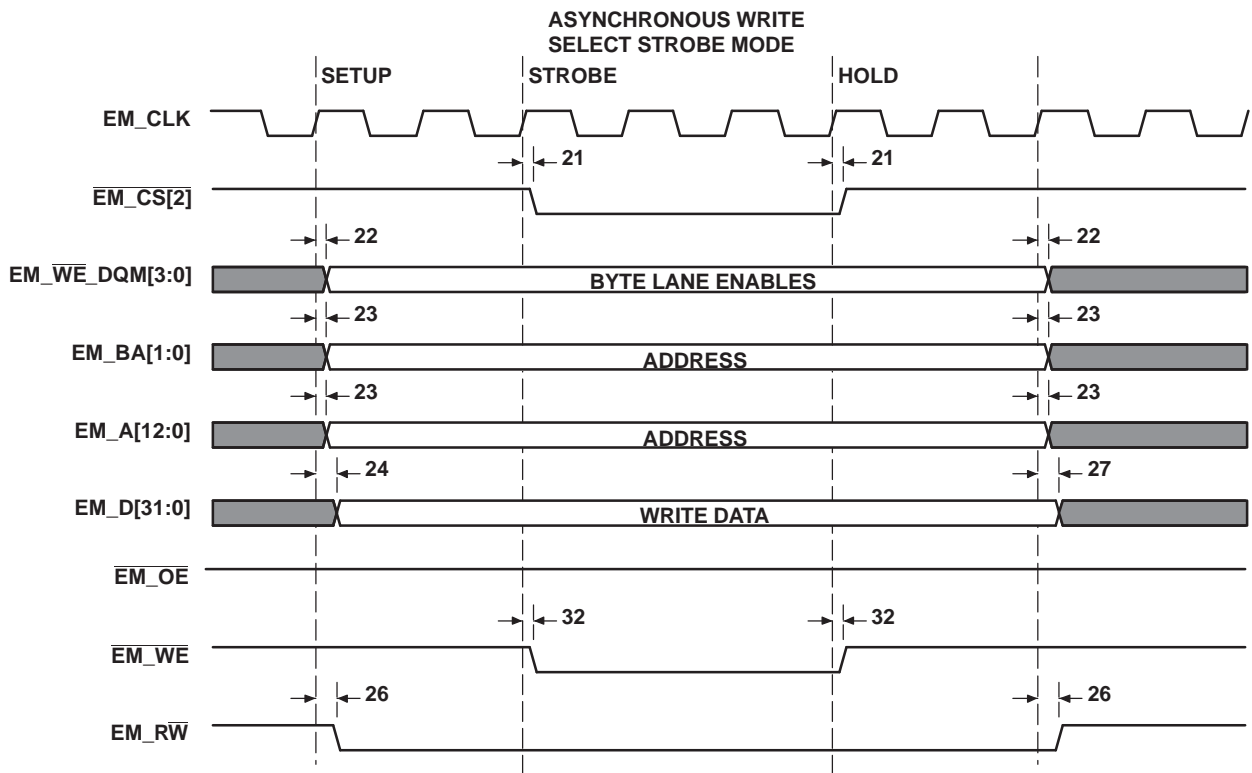 ASYNCHRONOUS WRITE
SELECT STROBE MODE
SETUP STROBE HOLD
EM_CLK
21 21
EM_CS[2]
22 22
EM_WE_DQM[3:0] BYTE LANE ENABLES
23 23
EM_BA[1:0] ADDRESS
23 23
EM_A[12:0] ADDRESS
24 27
EM_D[31:0] WRITE DATA
EM_OE
32 32
EM_WE
26 26
EM_RW